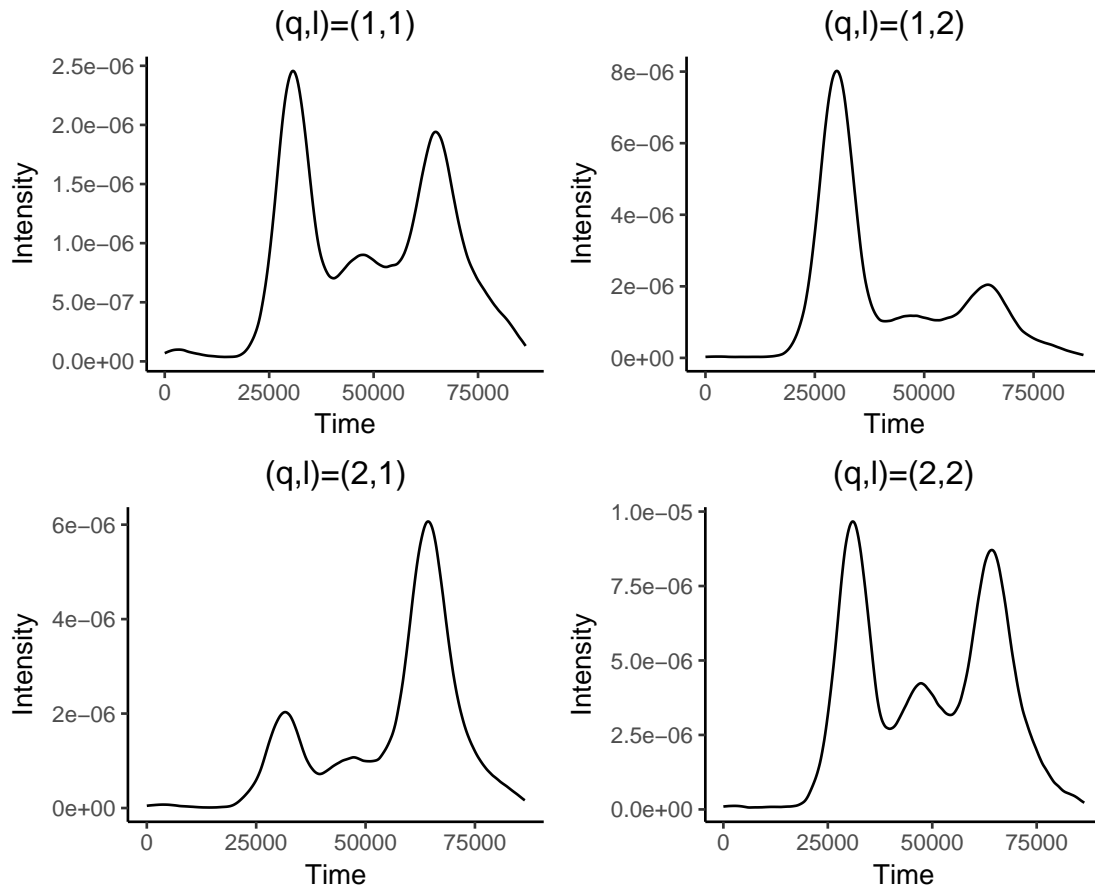 (q,l)=(1,1)
Intensity
2.5e−06
2.0e−06
1.5e−06
1.0e−06
5.0e−07
0.0e+00
0 25000 50000 75000
Time
(q,l)=(1,2)
Intensity
8e−06
6e−06
4e−06
2e−06
0e+00
0 25000 50000 75000
Time
(q,l)=(2,1)
Intensity
6e−06
4e−06
2e−06
0e+00
0 25000 50000 75000
Time
(q,l)=(2,2)
Intensity
1.0e−05
7.5e−06
5.0e−06
2.5e−06
0.0e+00
0 25000 50000 75000
Time